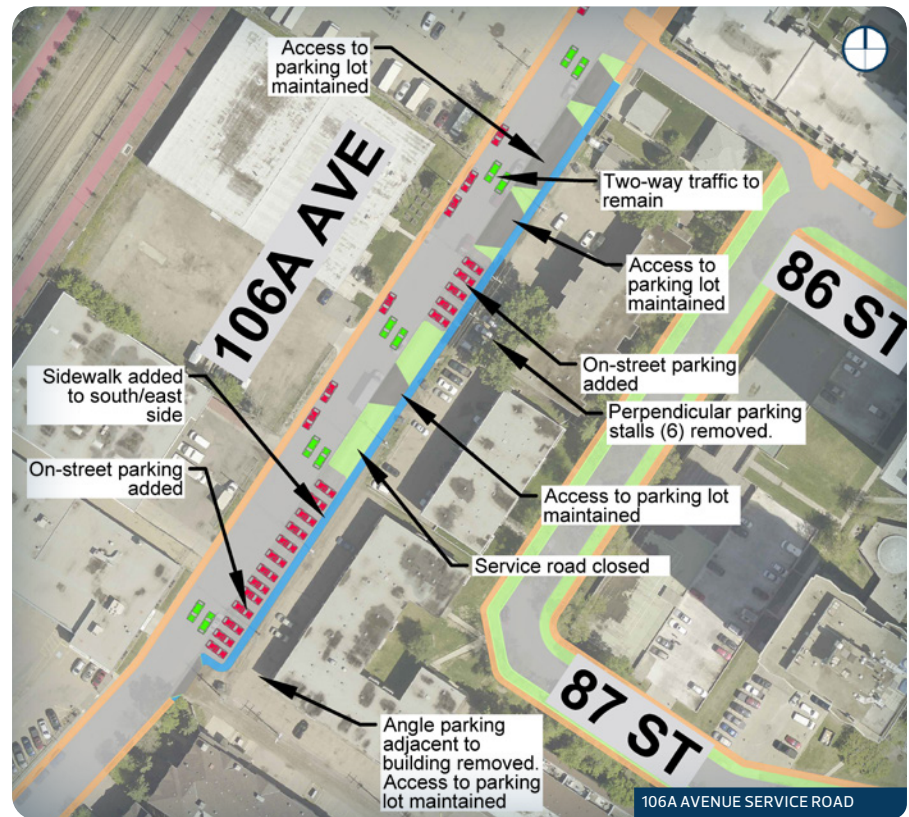 Access to
parking lot
maintained
106A AVE
Two-way traffic to
remain
Access to
parking lot
maintained
86 ST
On-street parking
added
Sidewalk added
to south/east
side
Perpendicular parking
stalls (6) removed.
On-street parking
added
Access to parking lot
maintained
Service road closed
87 ST
Angle parking
adjacent to
building removed.
Access to parking
lot maintained
106A AVENUE SERVICE ROAD